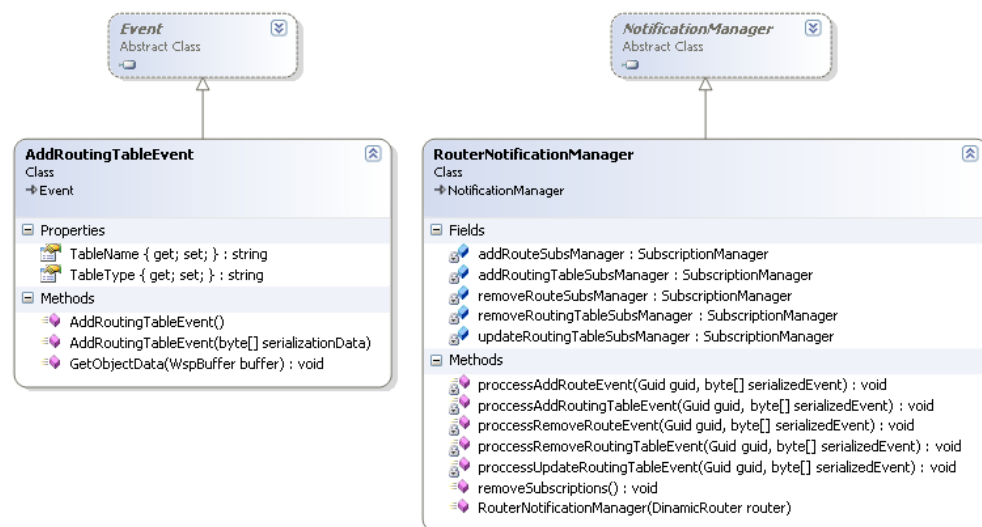 Event
Abstract Class
NotificationManager
Abstract Class
AddRoutingTableEvent
Class
Event
Properties
TableName { get; set; } : string
TableType { get; set; } : string
Methods
AddRoutingTableEvent()
AddRoutingTableEvent(byte[] serializationData)
GetObjectData(WspBuffer buffer) : void
RouterNotificationManager
Class
NotificationManager
Fields
addRouteSubsManager : SubscriptionManager
addRoutingTableSubsManager : SubscriptionManager
removeRouteSubsManager : SubscriptionManager
removeRoutingTableSubsManager : SubscriptionManager
updateRoutingTableSubsManager : SubscriptionManager
Methods
proccessAddRouteEvent(Guid guid, byte[] serializedEvent) : void
proccessAddRoutingTableEvent(Guid guid, byte[] serializedEvent) : void
proccessRemoveRouteEvent(Guid guid, byte[] serializedEvent) : void
proccessRemoveRoutingTableEvent(Guid guid, byte[] serializedEvent) : void
proccessUpdateRoutingTableEvent(Guid guid, byte[] serializedEvent) : void
removeSubscriptions() : void
RouterNotificationManager(DinamicRouter router)